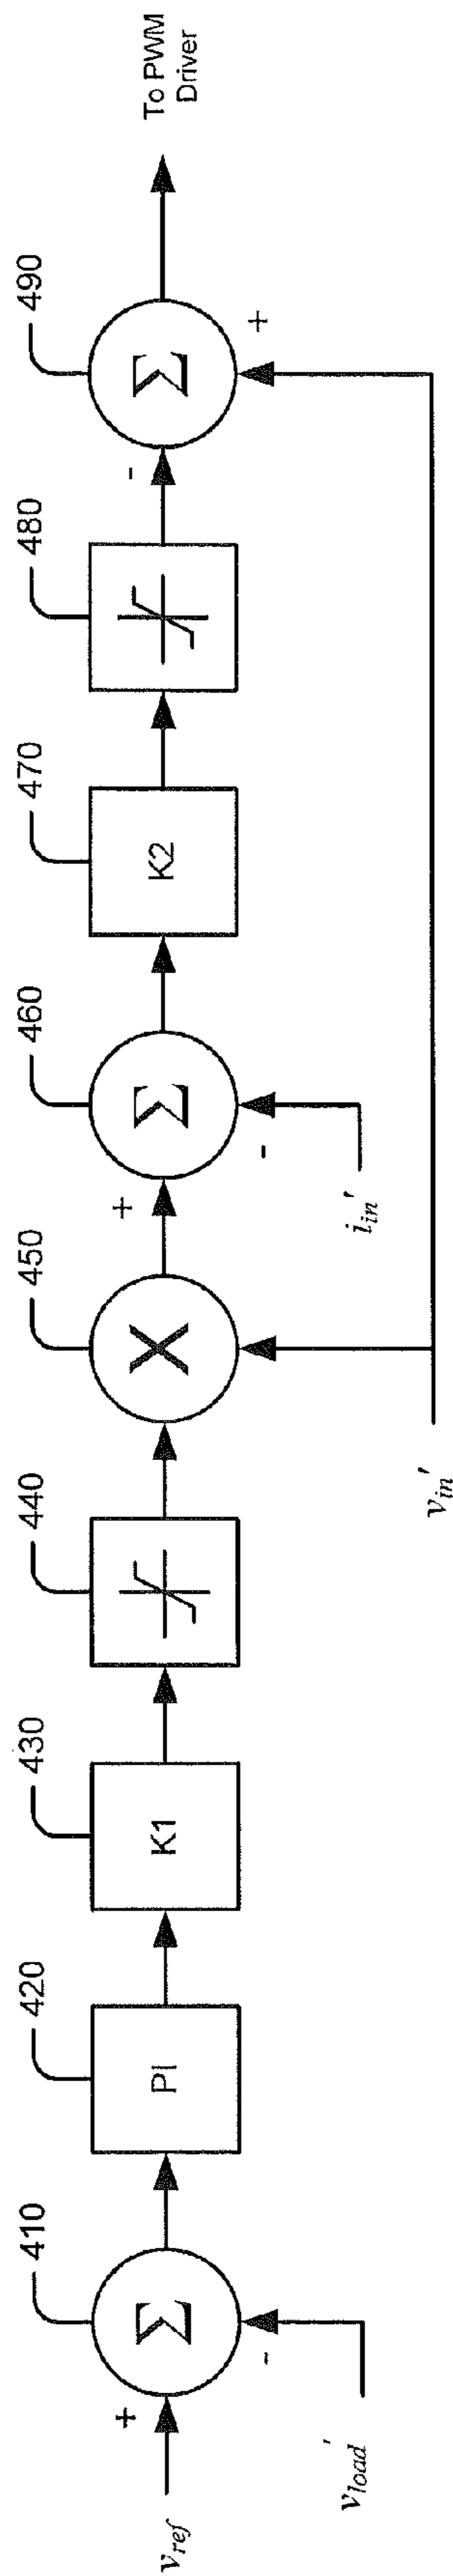 410
420
430
440
450
460
470
480
490
v_ref
+
Σ
-
v_load'
PI
K1
X
+
Σ
-
i_in'
K2
-
Σ
+
v_in'
To PWM
Driver